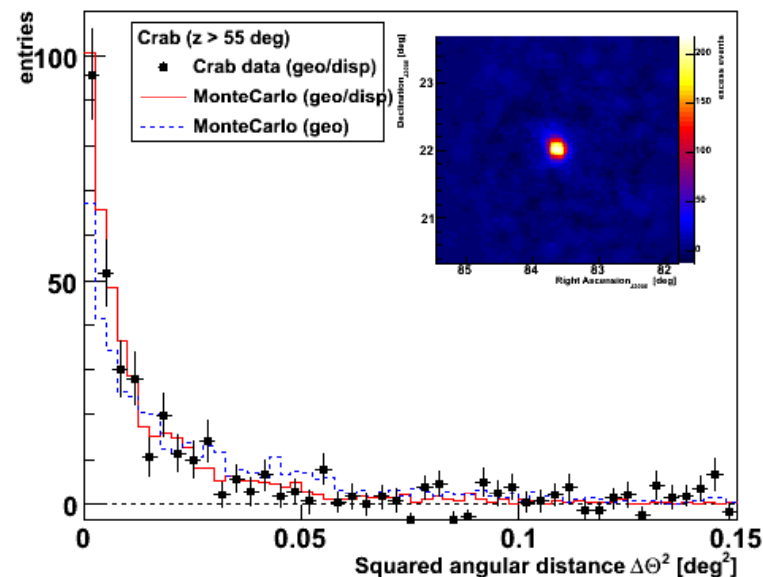 entries
100
50
0
0
0.05
0.1
0.15
Squared angular distance ΔΘ² [deg²]
Crab (z > 55 deg)
Crab data (geo/disp)
MonteCarlo (geo/disp)
MonteCarlo (geo)
Declination [deg]
23
22
21
85
84
83
82
Right Ascension [deg]
200
150
100
50
0
excess events